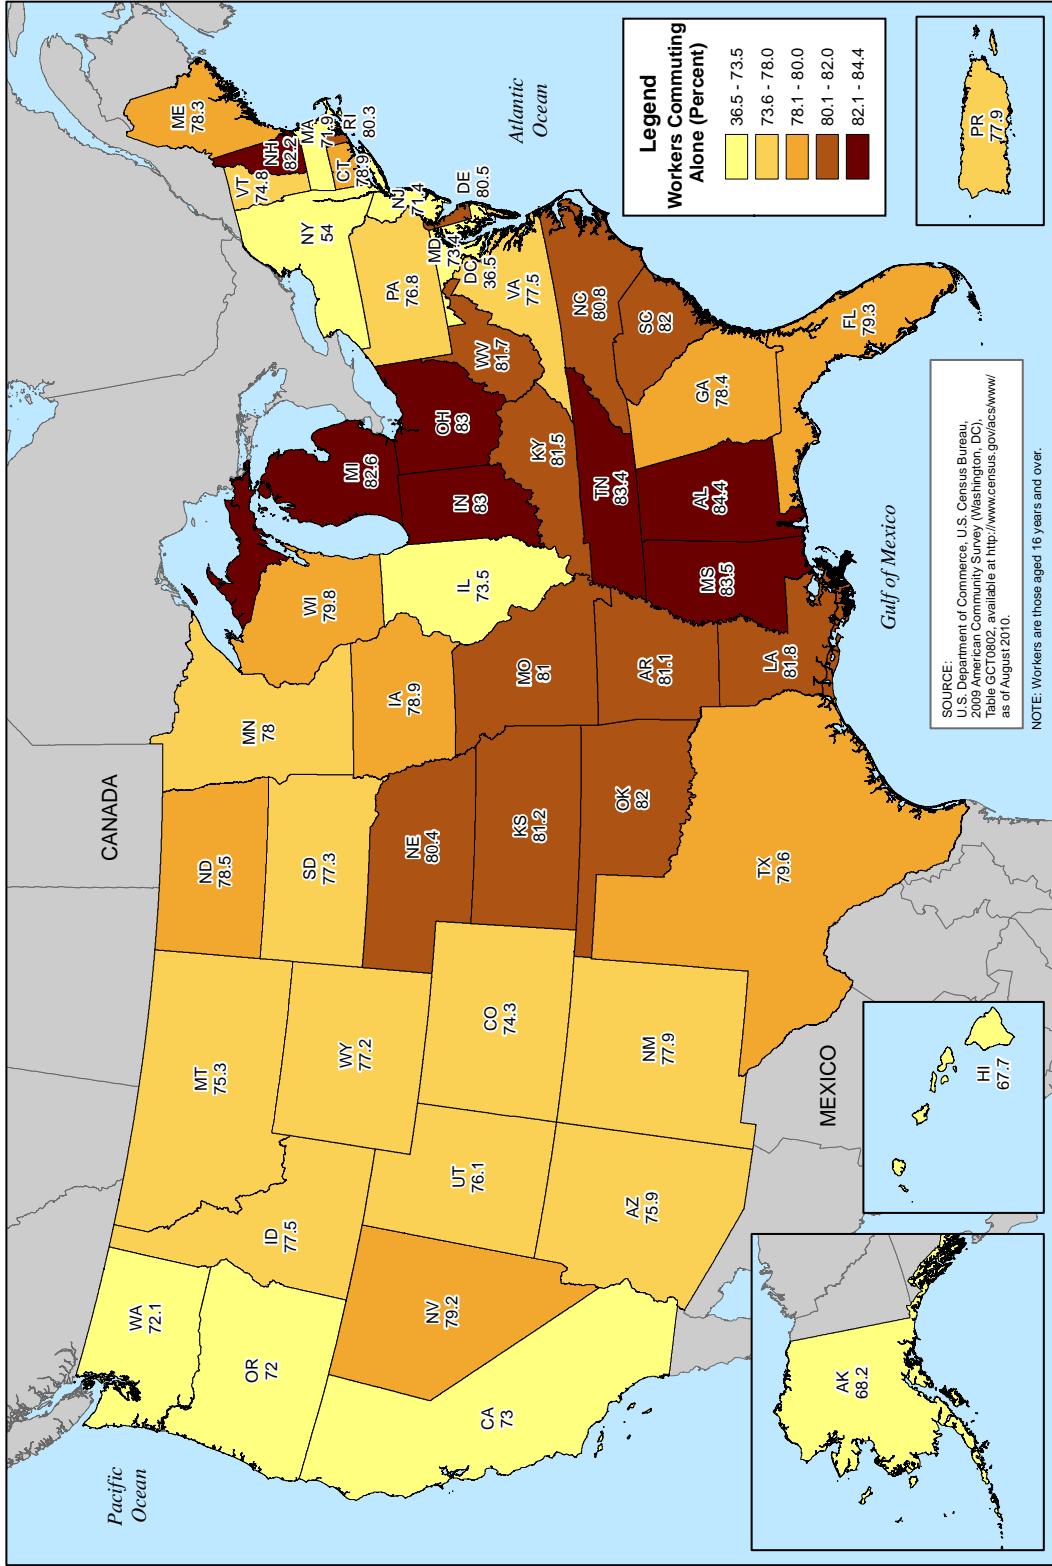 Pacific
Ocean
CANADA
WA
72.1
OR
72
CA
73
NV
79.2
ID
77.5
MT
75.3
WY
77.2
UT
76.1
AZ
75.9
CO
74.3
NM
77.9
ND
78.5
SD
77.3
NE
80.4
KS
81.2
OK
82
TX
79.6
MN
78
IA
78.9
MO
81
AR
81.1
LA
81.8
WI
79.8
IL
73.5
MI
82.6
IN
83
OH
83
KY
81.5
TN
83.4
MS
83.5
AL
84.4
GA
78.4
FL
79.3
SC
82
NC
80.8
VA
77.5
WV
81.7
DC
36.5
MD
73.4
DE
80.5
PA
76.8
NJ
71.4
NY
54
CT
78.9
RI
80.3
MA
71.9
VT
74.8
NH
82.2
ME
78.3
Atlantic
Ocean
MEXICO
Gulf of Mexico
AK
68.2
HI
67.7
PR
77.9
Legend
Workers Commuting
Alone (Percent)
36.5 - 73.5
73.6 - 78.0
78.1 - 80.0
80.1 - 82.0
82.1 - 84.4
SOURCE:
U.S. Department of Commerce, U.S. Census Bureau,
2009 American Community Survey (Washington, DC),
Table GCT0802, available at http://www.census.gov/acs/www/
as of August 2010.
NOTE: Workers are those aged 16 years and over.